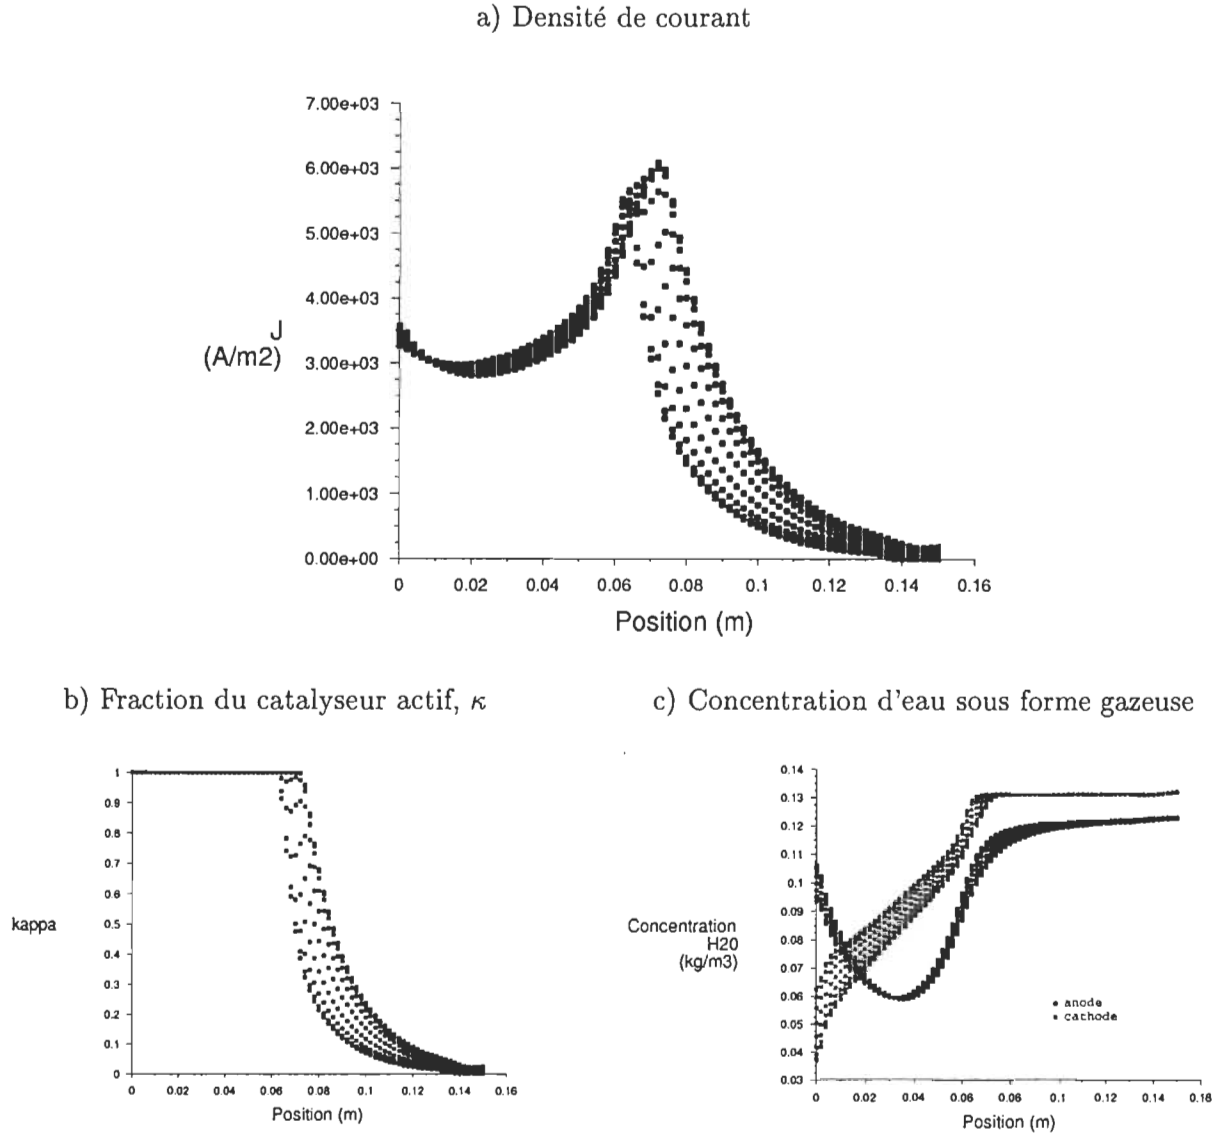 a) Densité de courant
7.00e+03
6.00e+03
5.00e+03
4.00e+03
J
(A/m2)
3.00e+03
2.00e+03
1.00e+03
0.00e+00
0 0.02 0.04 0.06 0.08 0.1 0.12 0.14 0.16
Position (m)
b) Fraction du catalyseur actif, κ
1
0.9
0.8
0.7
0.6
kappa
0.5
0.4
0.3
0.2
0.1
0
0 0.02 0.04 0.06 0.08 0.1 0.12 0.14 0.16
Position (m)
c) Concentration d'eau sous forme gazeuse
0.14
0.13
0.12
0.11
0.1
0.09
Concentration
H20
(kg/m3)
0.08
0.07
0.06
0.05
0.04
0.03
anode
cathode
0 0.02 0.04 0.06 0.08 0.1 0.12 0.14 0.16
Position (m)